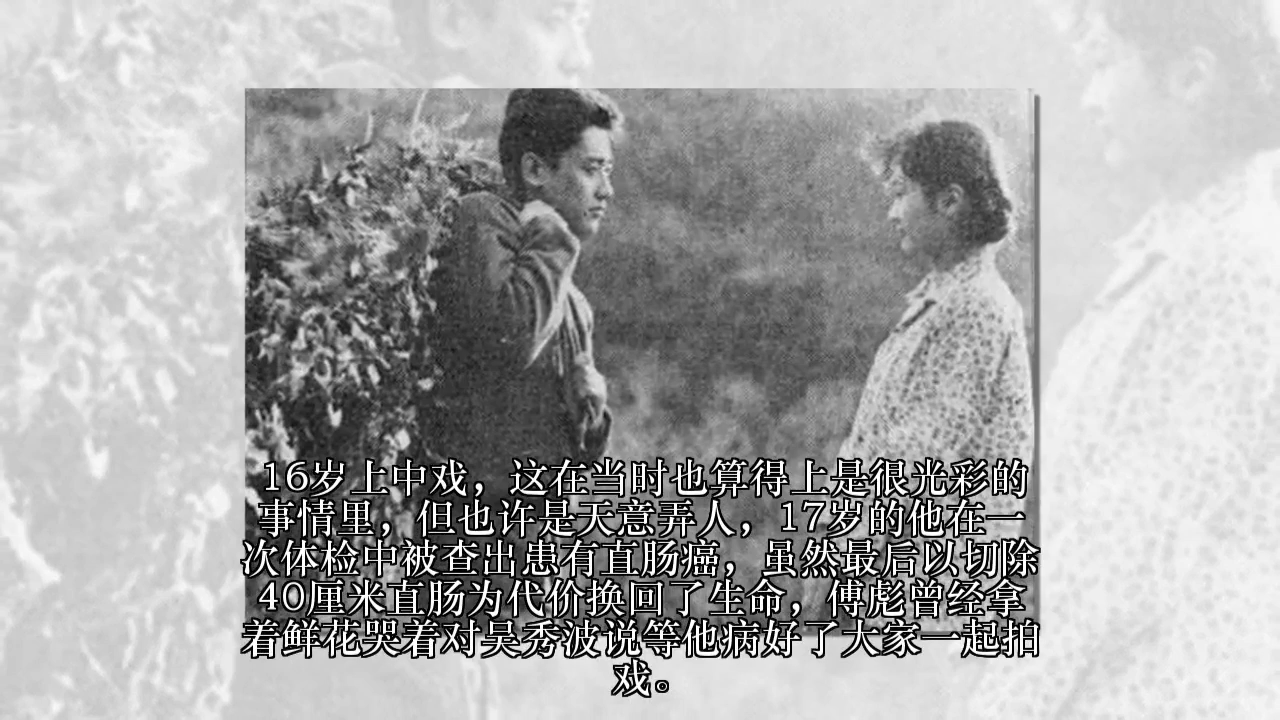 16岁上中戏，这在当时也算得上是很光彩的
事情里，但也许是天意弄人，17岁的他在一
次体检中被查出患有直肠癌，虽然最后以切除
40厘米直肠为代价换回了生命，傅彪曾经拿
着鲜花哭着对吴秀波说等他病好了大家一起拍
戏。